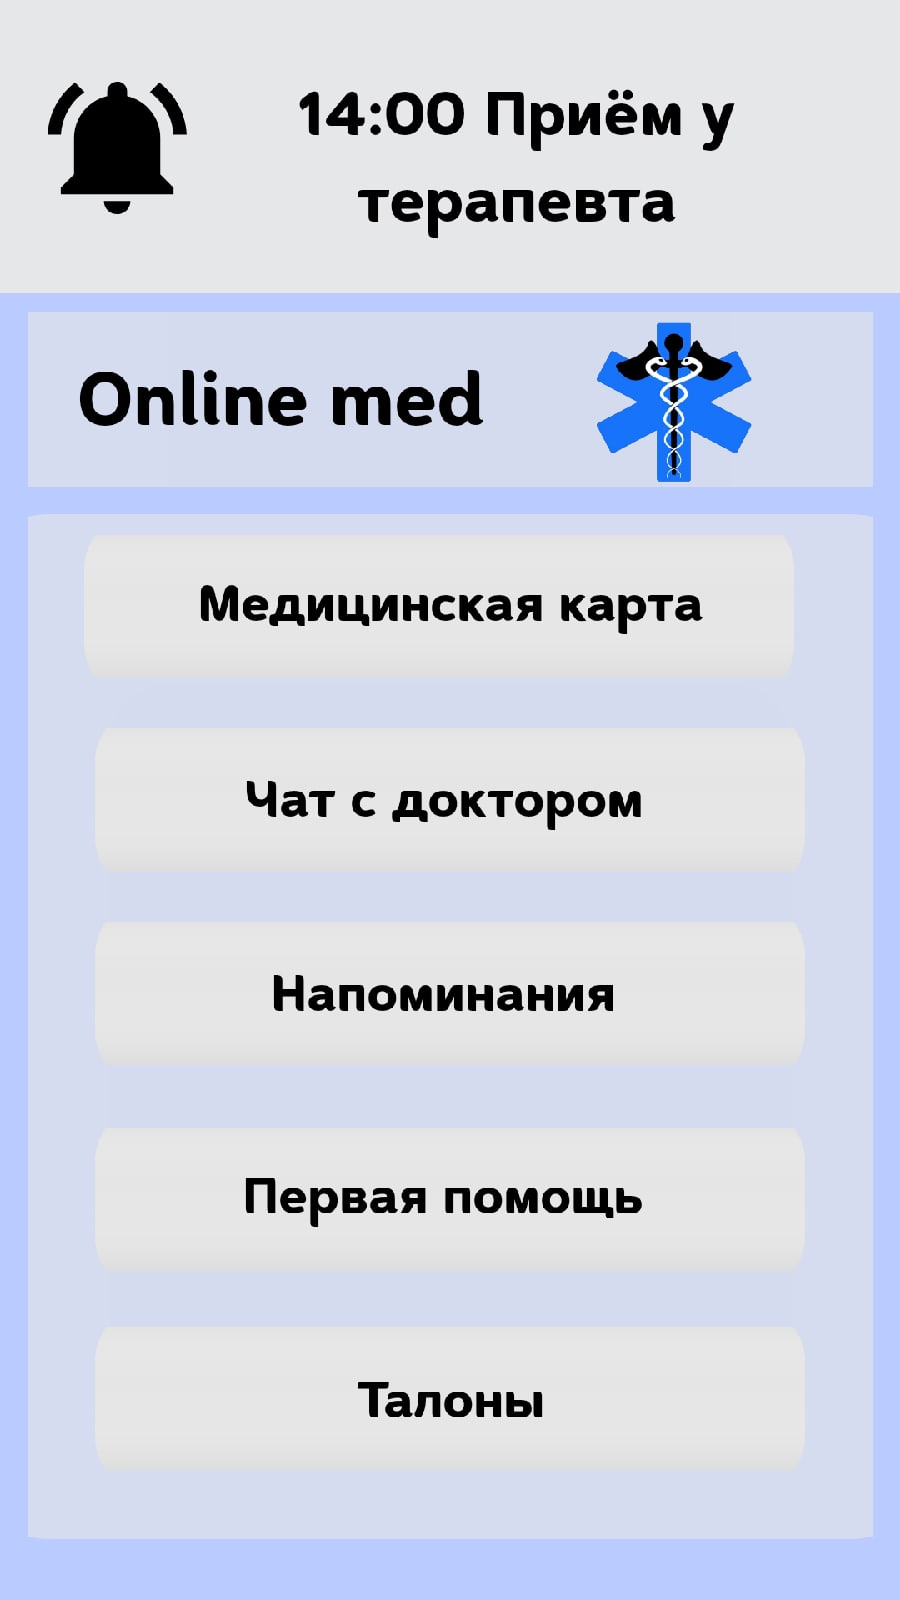 14:00 Приём у
терапевта
Online med
Медицинская карта
Чат с доктором
Напоминания
Первая помощь
Талоны